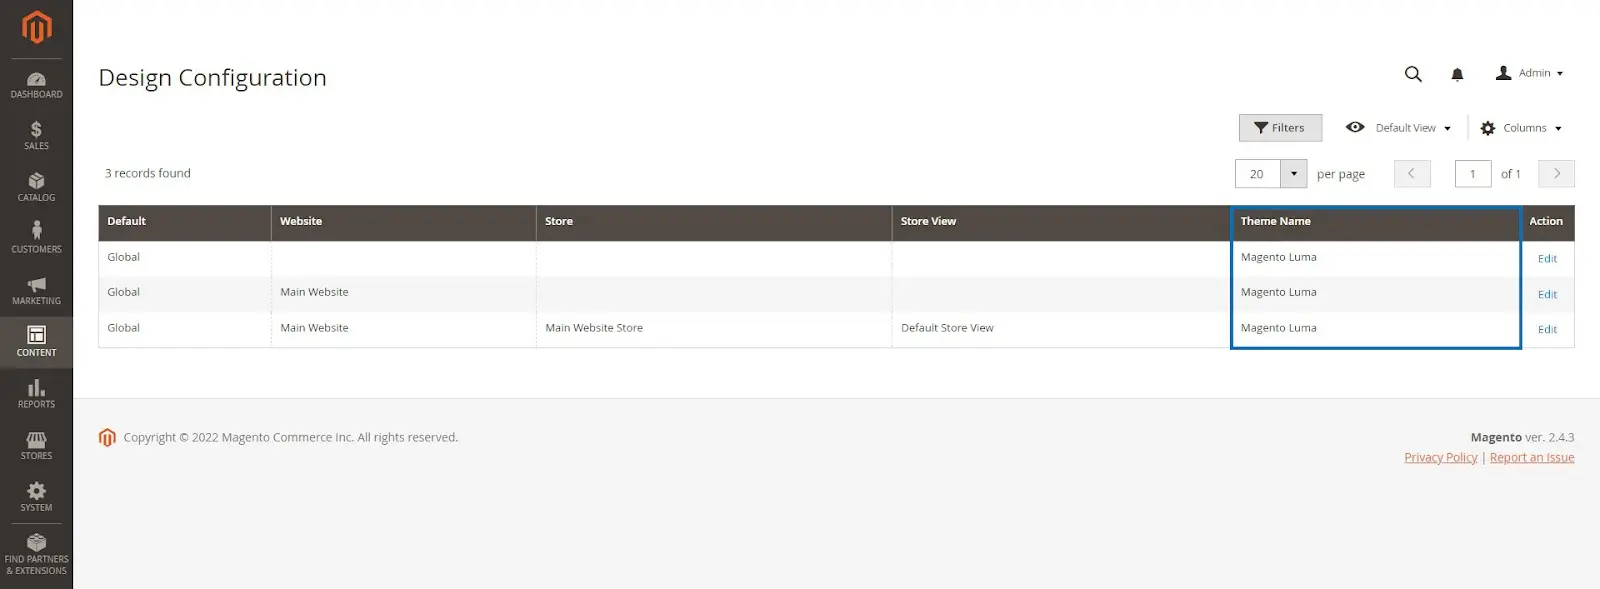 Design Configuration
Admin
Filters
Default View
Columns
3 records found
20 per page 1 of 1
Default Website Store Store View Theme Name Action
Global Magento Luma Edit
Global Main Website Magento Luma Edit
Global Main Website Main Website Store Default Store View Magento Luma Edit
Copyright © 2022 Magento Commerce Inc. All rights reserved.
Magento ver. 2.4.3
Privacy Policy | Report an Issue
DASHBOARD
SALES
CATALOG
CUSTOMERS
MARKETING
CONTENT
REPORTS
STORES
SYSTEM
FIND PARTNERS
& EXTENSIONS